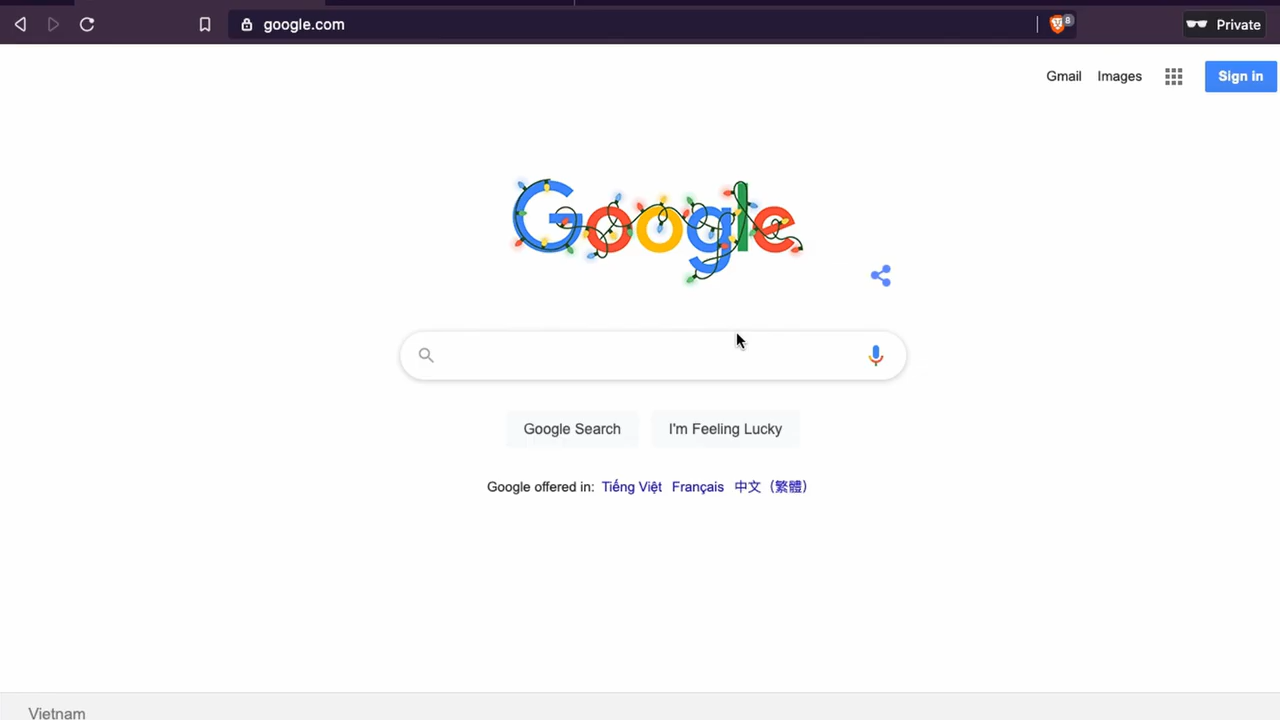 google.com
8
Private
Gmail Images
Sign in
Google
Google Search
I'm Feeling Lucky
Google offered in: Tiếng Việt Français 中文（繁體）
Vietnam